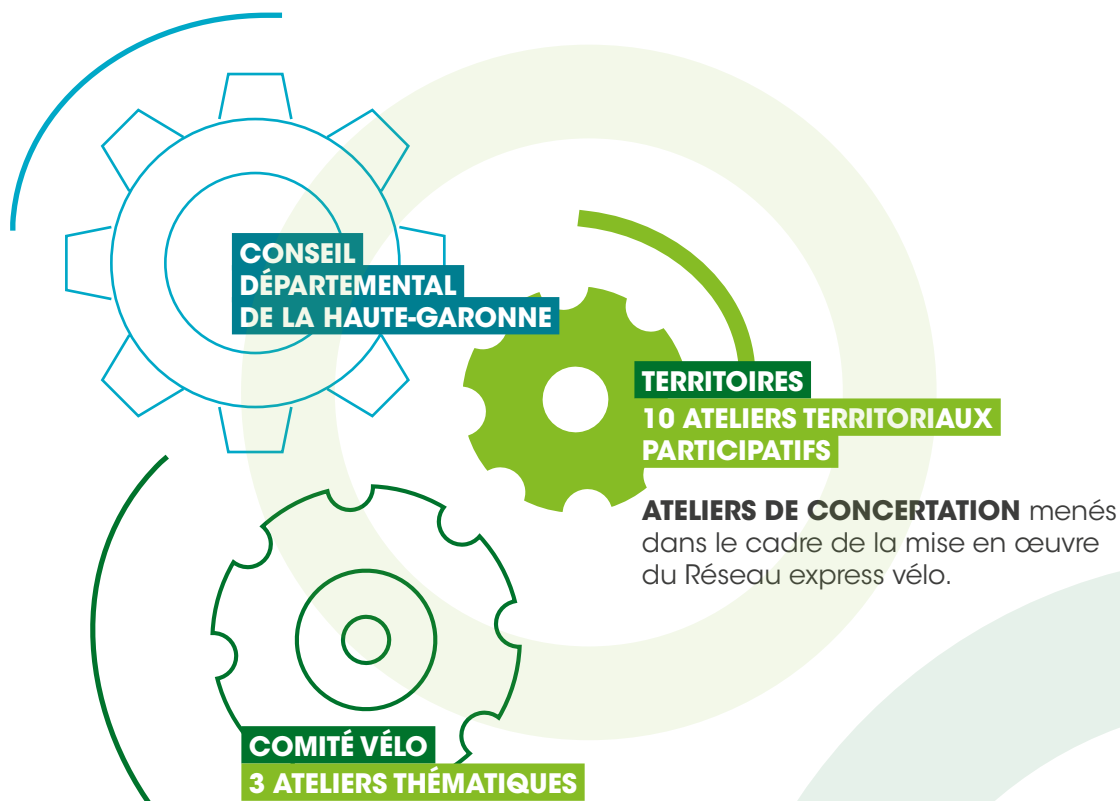 CONSEIL
DÉPARTEMENTAL
DE LA HAUTE-GARONNE
TERRITOIRES
10 ATELIERS TERRITORIAUX
PARTICIPATIFS
ATELIERS DE CONCERTATION menés
dans le cadre de la mise en œuvre
du Réseau express vélo.
COMITÉ VÉLO
3 ATELIERS THÉMATIQUES